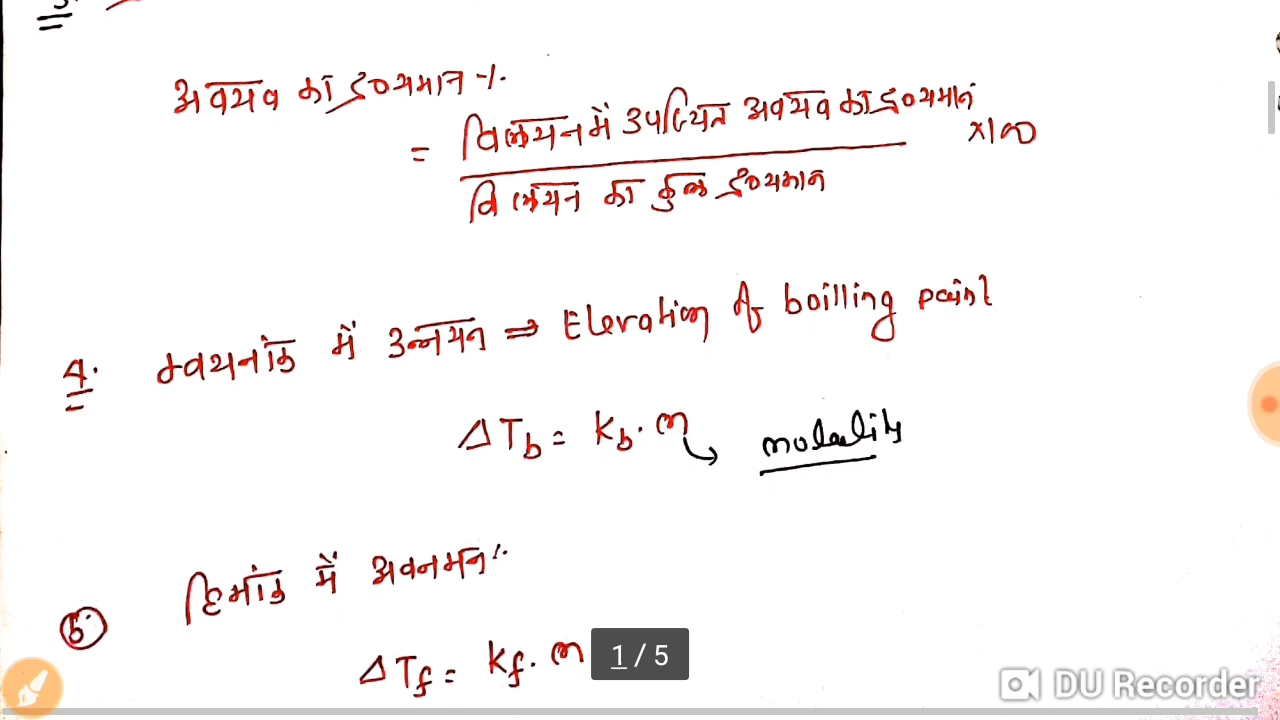 अवयव का द्रव्यमान %
= विलयन में उपस्थित अवयव का द्रव्यमान ×100
विलयन का कुल द्रव्यमान
4. क्वथनांक में उन्नयन ⇒ Elevation of boilling point
ΔTb = Kb. m → molality
5. हिमांक में अवनमन :-
ΔTf = Kf. m
1 / 5
DU Recorder